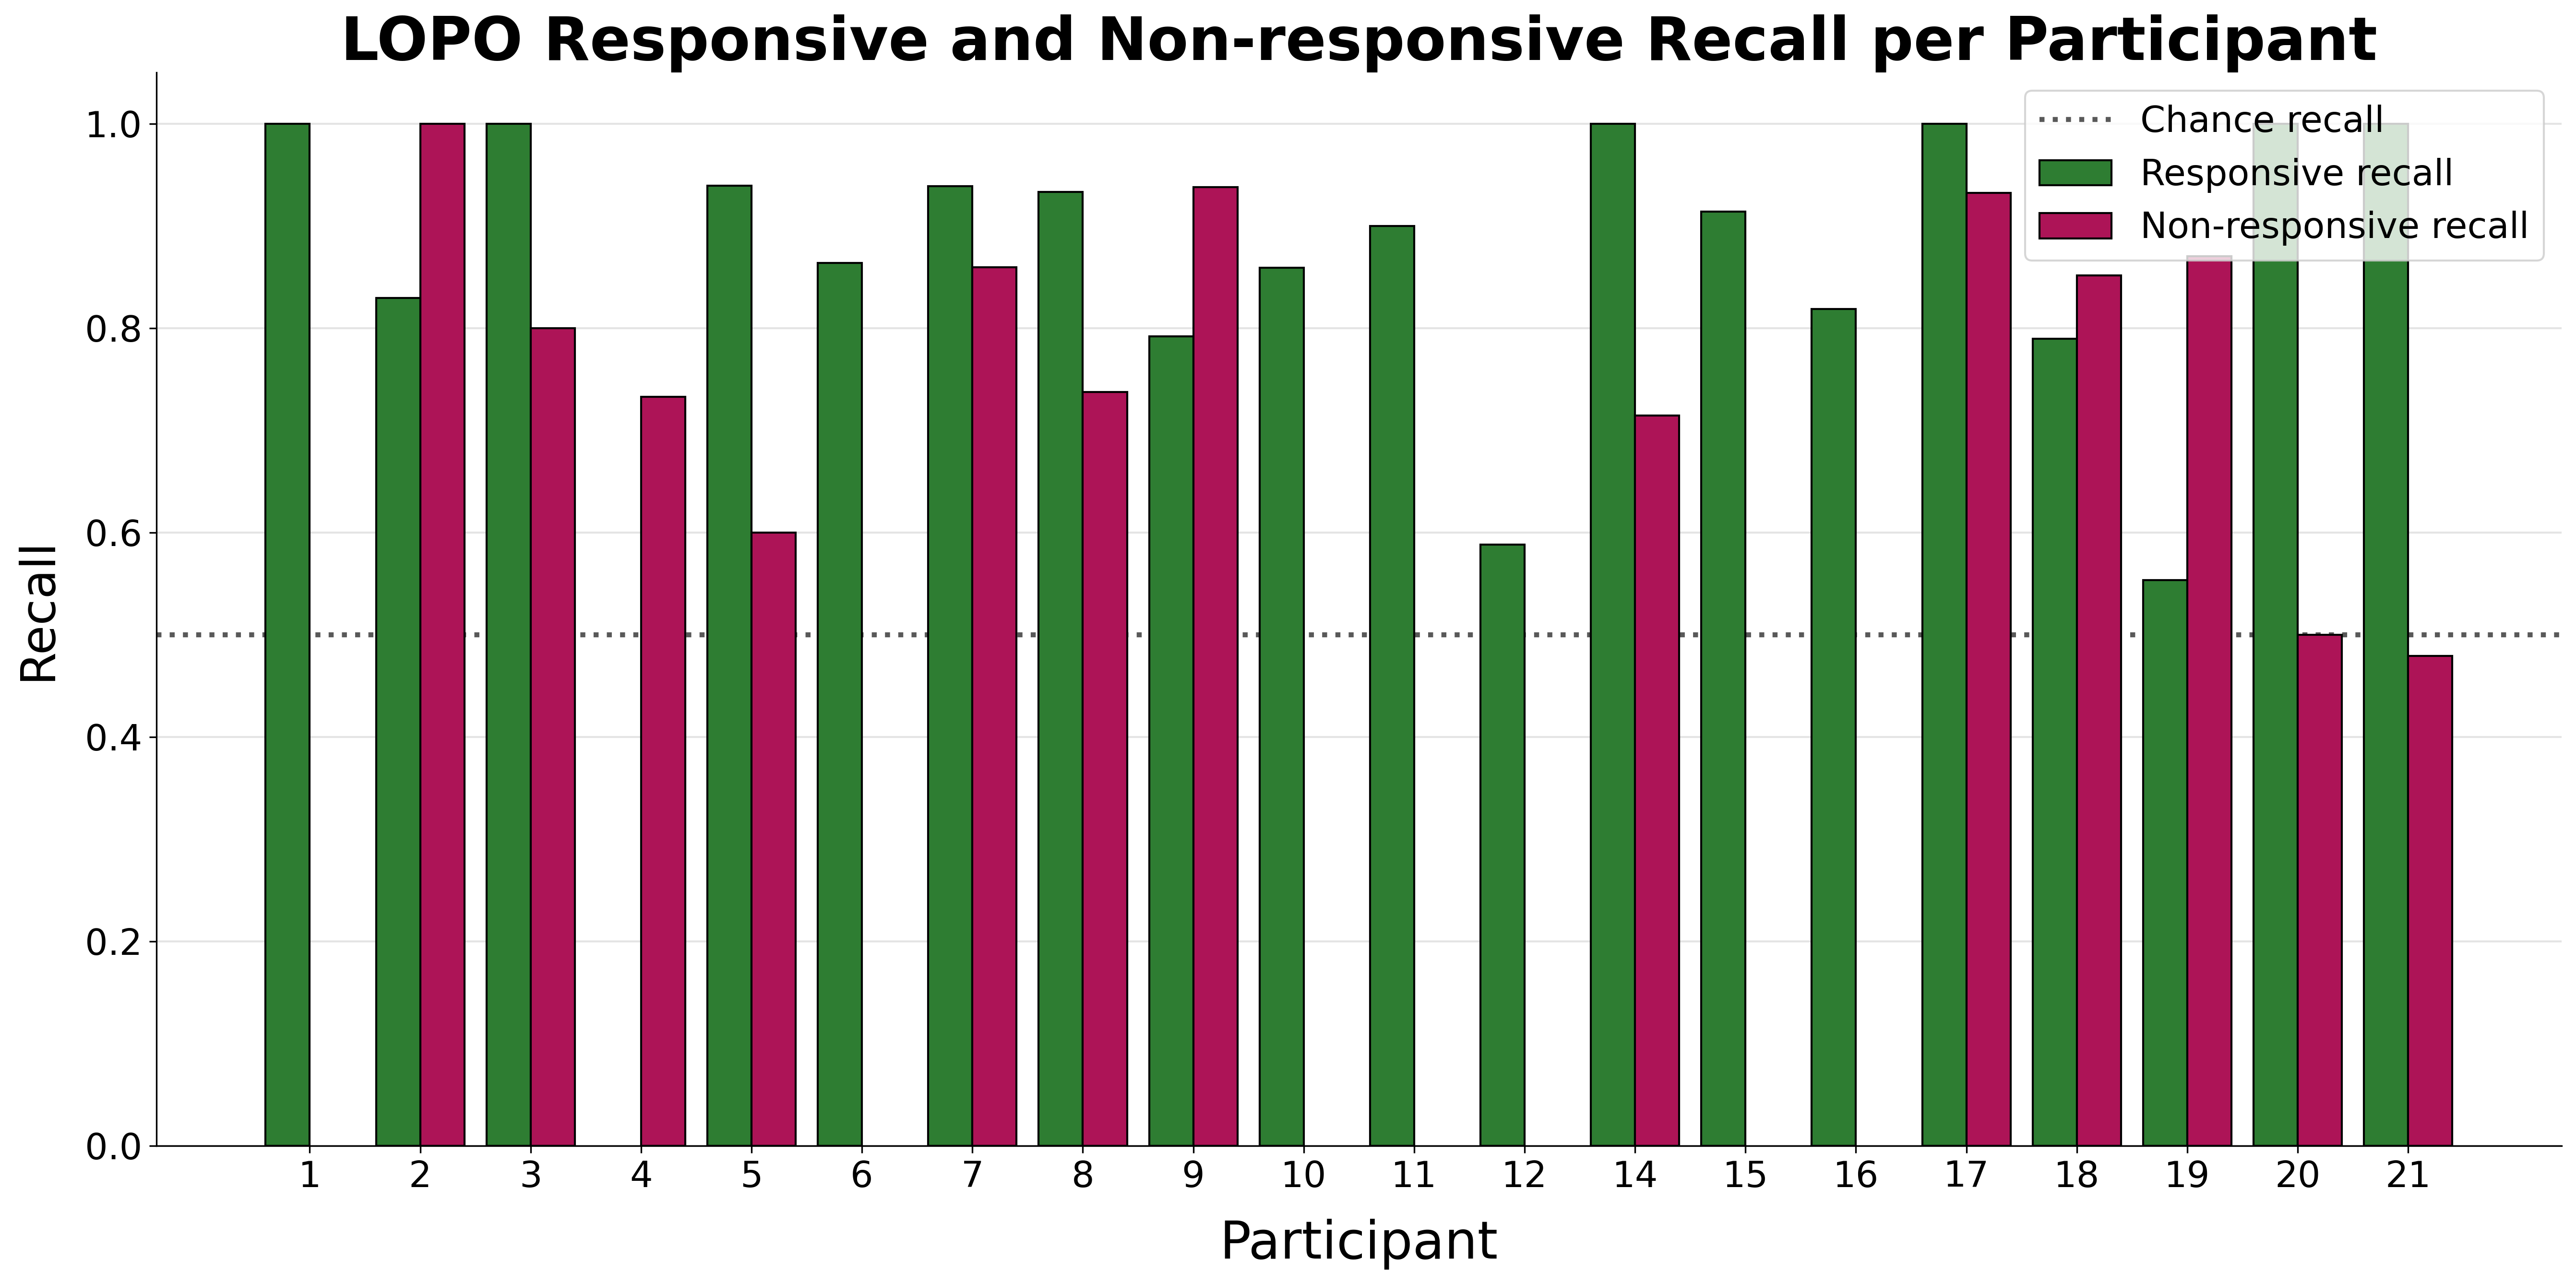 LOPO Responsive and Non-responsive Recall per Participant
Chance recall
Responsive recall
Non-responsive recall
1.0
0.8
0.6
0.4
0.2
0.0
Recall
1 2 3 4 5 6 7 8 9 10 11 12 14 15 16 17 18 19 20 21
Participant